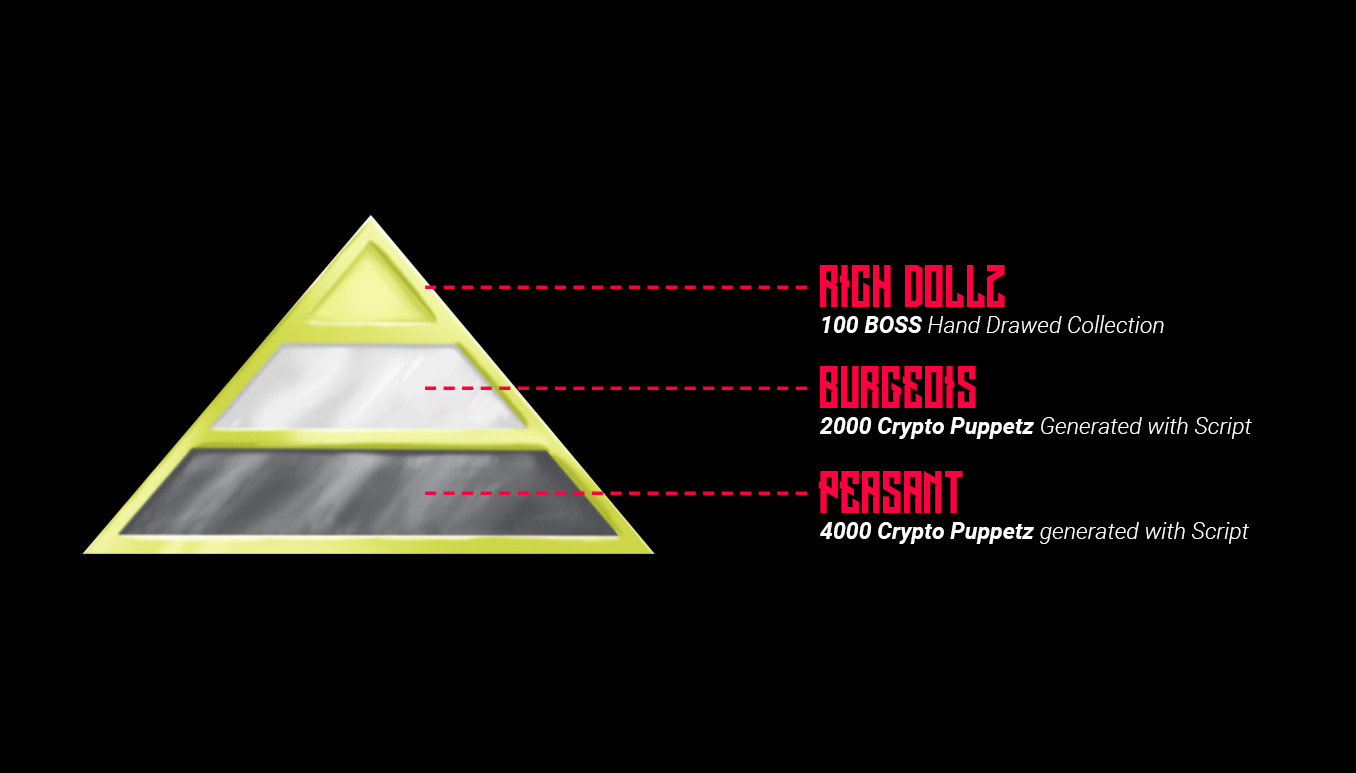 RICH DOLLZ
100 BOSS Hand Drawed Collection
BURGEOIS
2000 Crypto Puppetz Generated with Script
PEASANT
4000 Crypto Puppetz generated with Script